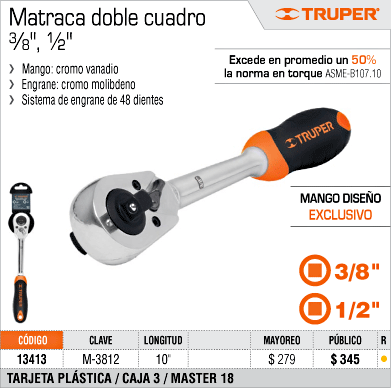 Matraca doble cuadro
3/8", 1/2"
TRUPER®
Excede en promedio un 50%
la norma en torque ASME-B107.10
› Mango: cromo vanadio
› Engrane: cromo molibdeno
› Sistema de engrane de 48 dientes
TRUPER
MANGO DISEÑO
EXCLUSIVO
3/8"
1/2"
CÓDIGO CLAVE LONGITUD MAYOREO PÚBLICO R
13413 M-3812 10" $ 279 $ 345
TARJETA PLÁSTICA / CAJA 3 / MASTER 18